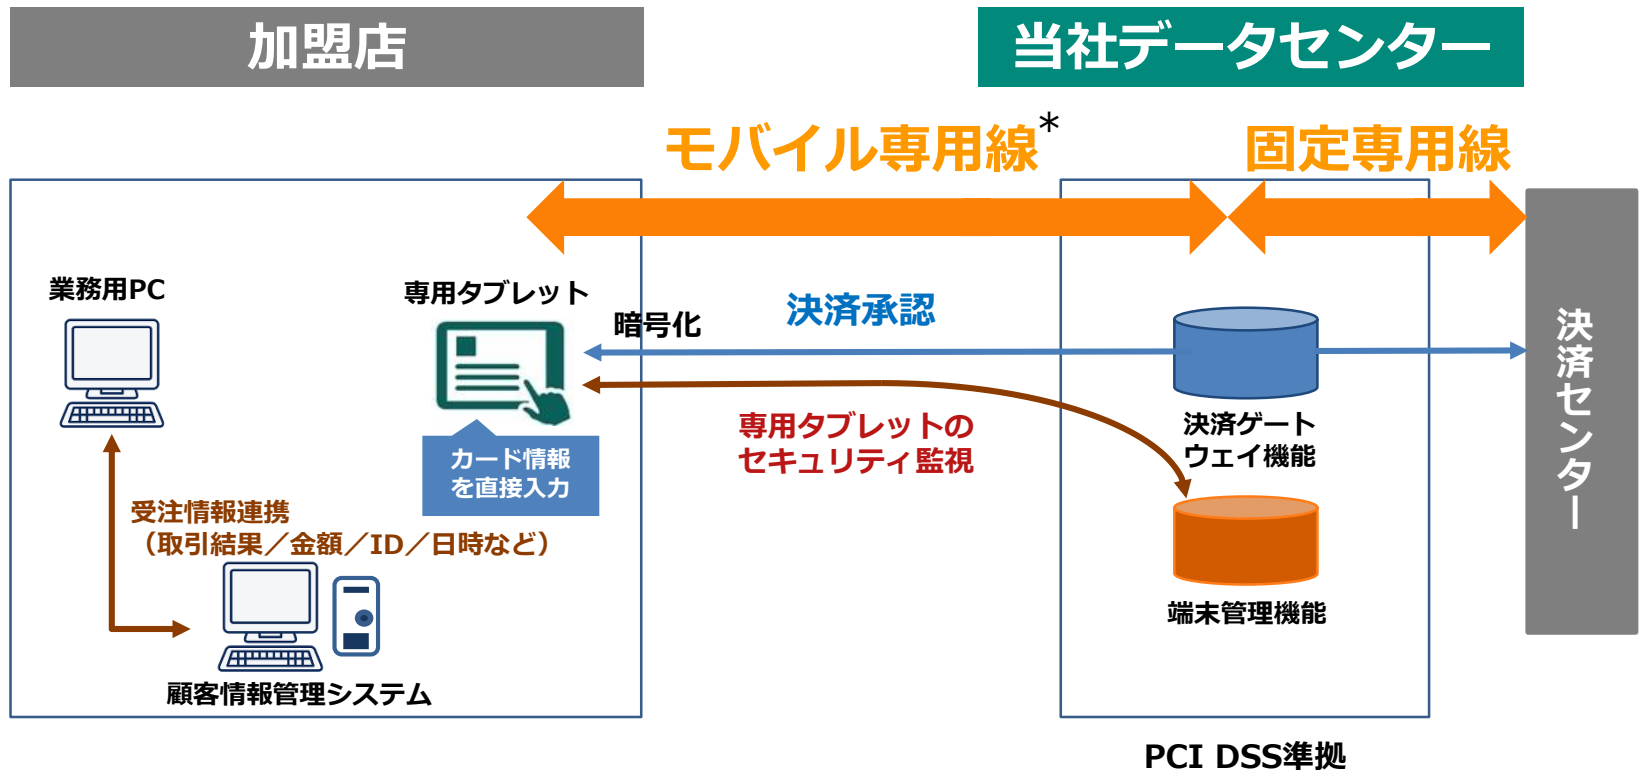 加盟店
当社データセンター
モバイル専用線*
固定専用線
業務用PC
専用タブレット
暗号化
決済承認
専用タブレットの
セキュリティ監視
カード情報
を直接入力
受注情報連携
（取引結果／金額／ID／日時など）
顧客情報管理システム
決済ゲート
ウェイ機能
端末管理機能
決済センター
PCI DSS準拠